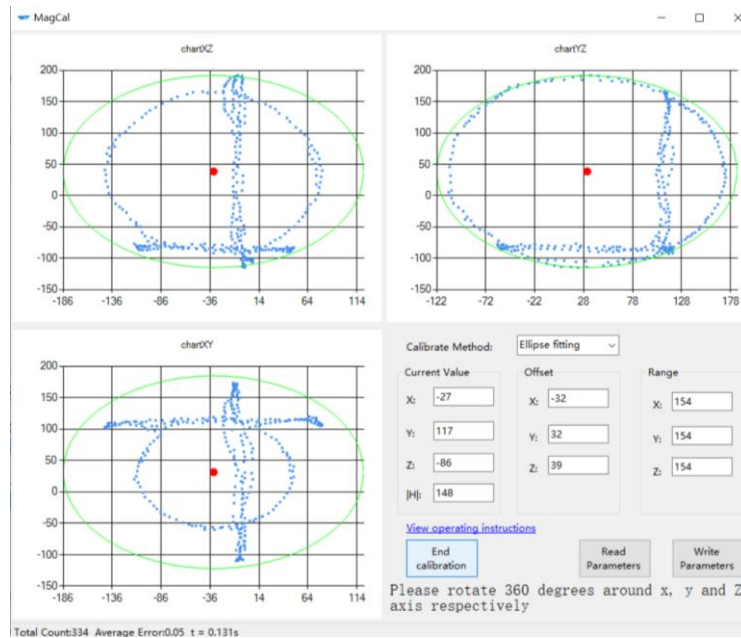 MagCal
chartXZ
200
150
100
50
0
-50
-100
-150
-186 -136 -86 -36 14 64 114
chartYZ
200
150
100
50
0
-50
-100
-150
-122 -72 -22 28 78 128 178
chartXY
200
150
100
50
0
-50
-100
-150
-186 -136 -86 -36 14 64 114
Calibrate Method: Ellipse fitting
Current Value Offset Range
X: -27 X: -32 X: 154
Y: 117 Y: 32 Y: 154
Z: -86 Z: 39 Z: 154
|H|: 148
View operating instructions
End calibration
Read Parameters
Write Parameters
Please rotate 360 degrees around x, y and Z
axis respectively
Total Count:334 Average Error:0.05 t = 0.131s